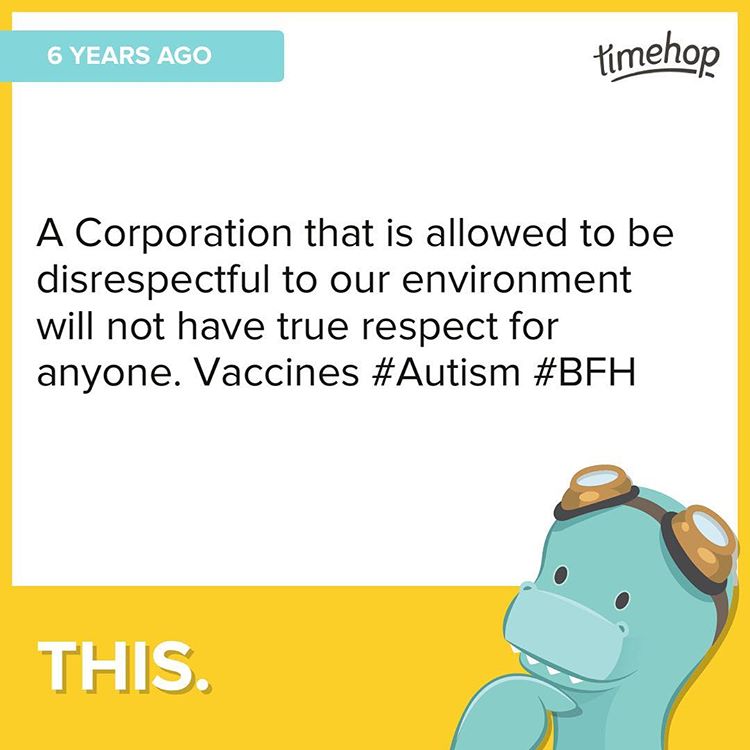 6 YEARS AGO
timehop
A Corporation that is allowed to be
disrespectful to our environment
will not have true respect for
anyone. Vaccines #Autism #BFH
THIS.